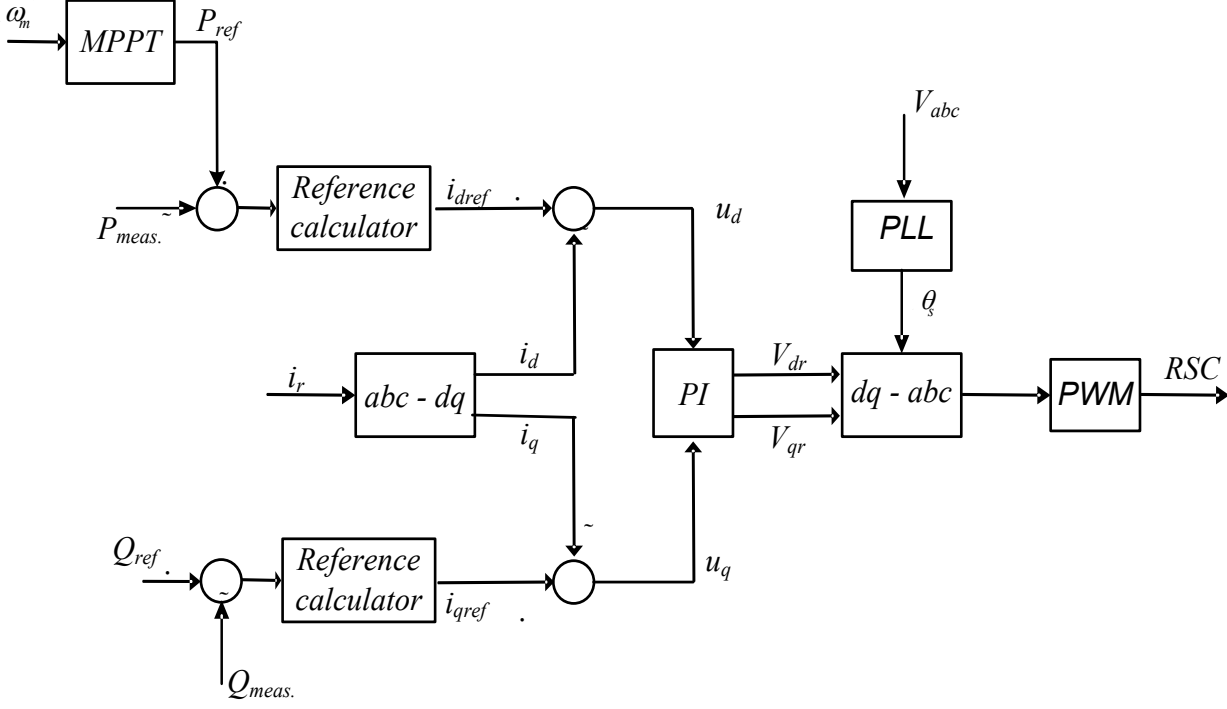 ωm
MPPT
Pref
Vabc
Pmeas.
Reference
calculator
idref
ud
PLL
θs
ir
abc - dq
id
iq
PI
Vdr
Vqr
dq - abc
PWM
RSC
Qref
Reference
calculator
iqref
uq
Qmeas.